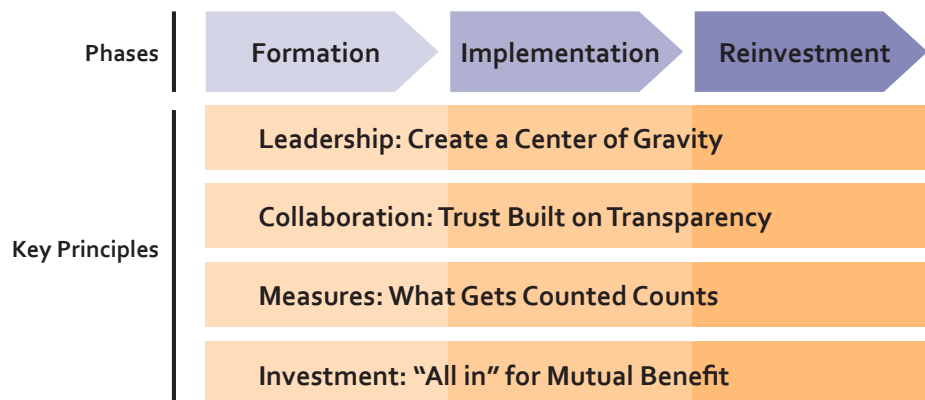 Phases
Formation
Implementation
Reinvestment
Key Principles
Leadership: Create a Center of Gravity
Collaboration: Trust Built on Transparency
Measures: What Gets Counted Counts
Investment: “All in” for Mutual Benefit